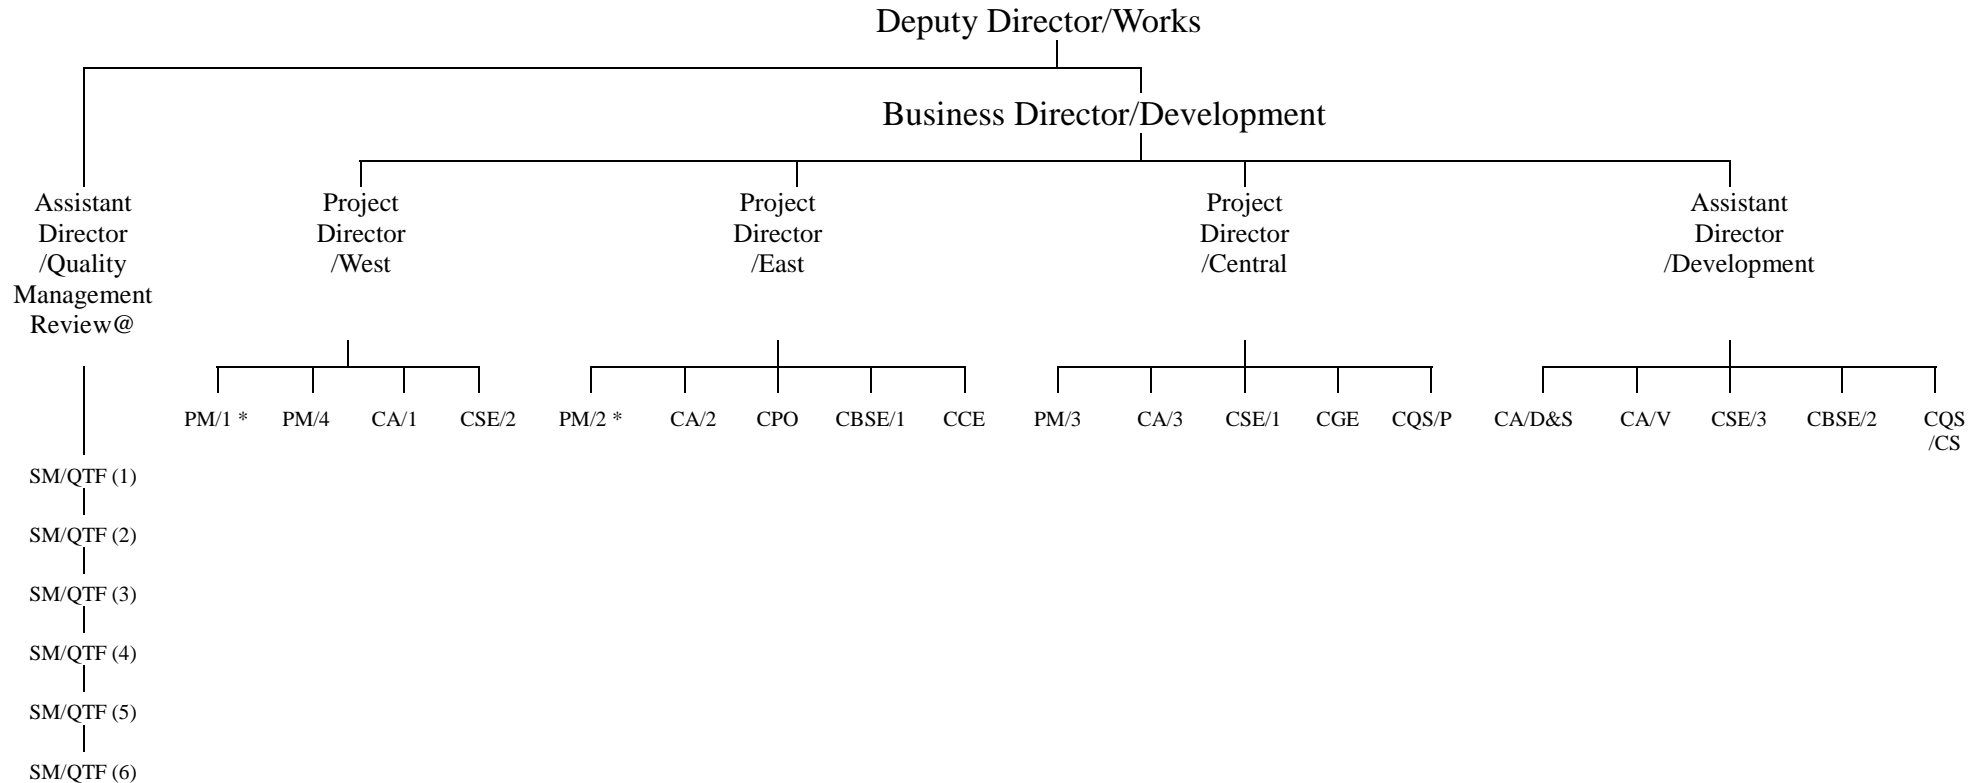 Deputy Director/Works
Business Director/Development
Assistant
Director
/Quality
Management
Review@
Project
Director
/West
Project
Director
/East
Project
Director
/Central
Assistant
Director
/Development
PM/1 *
PM/4
CA/1
CSE/2
PM/2 *
CA/2
CPO
CBSE/1
CCE
PM/3
CA/3
CSE/1
CGE
CQS/P
CA/D&S
CA/V
CSE/3
CBSE/2
CQS
/CS
SM/QTF (1)
SM/QTF (2)
SM/QTF (3)
SM/QTF (4)
SM/QTF (5)
SM/QTF (6)